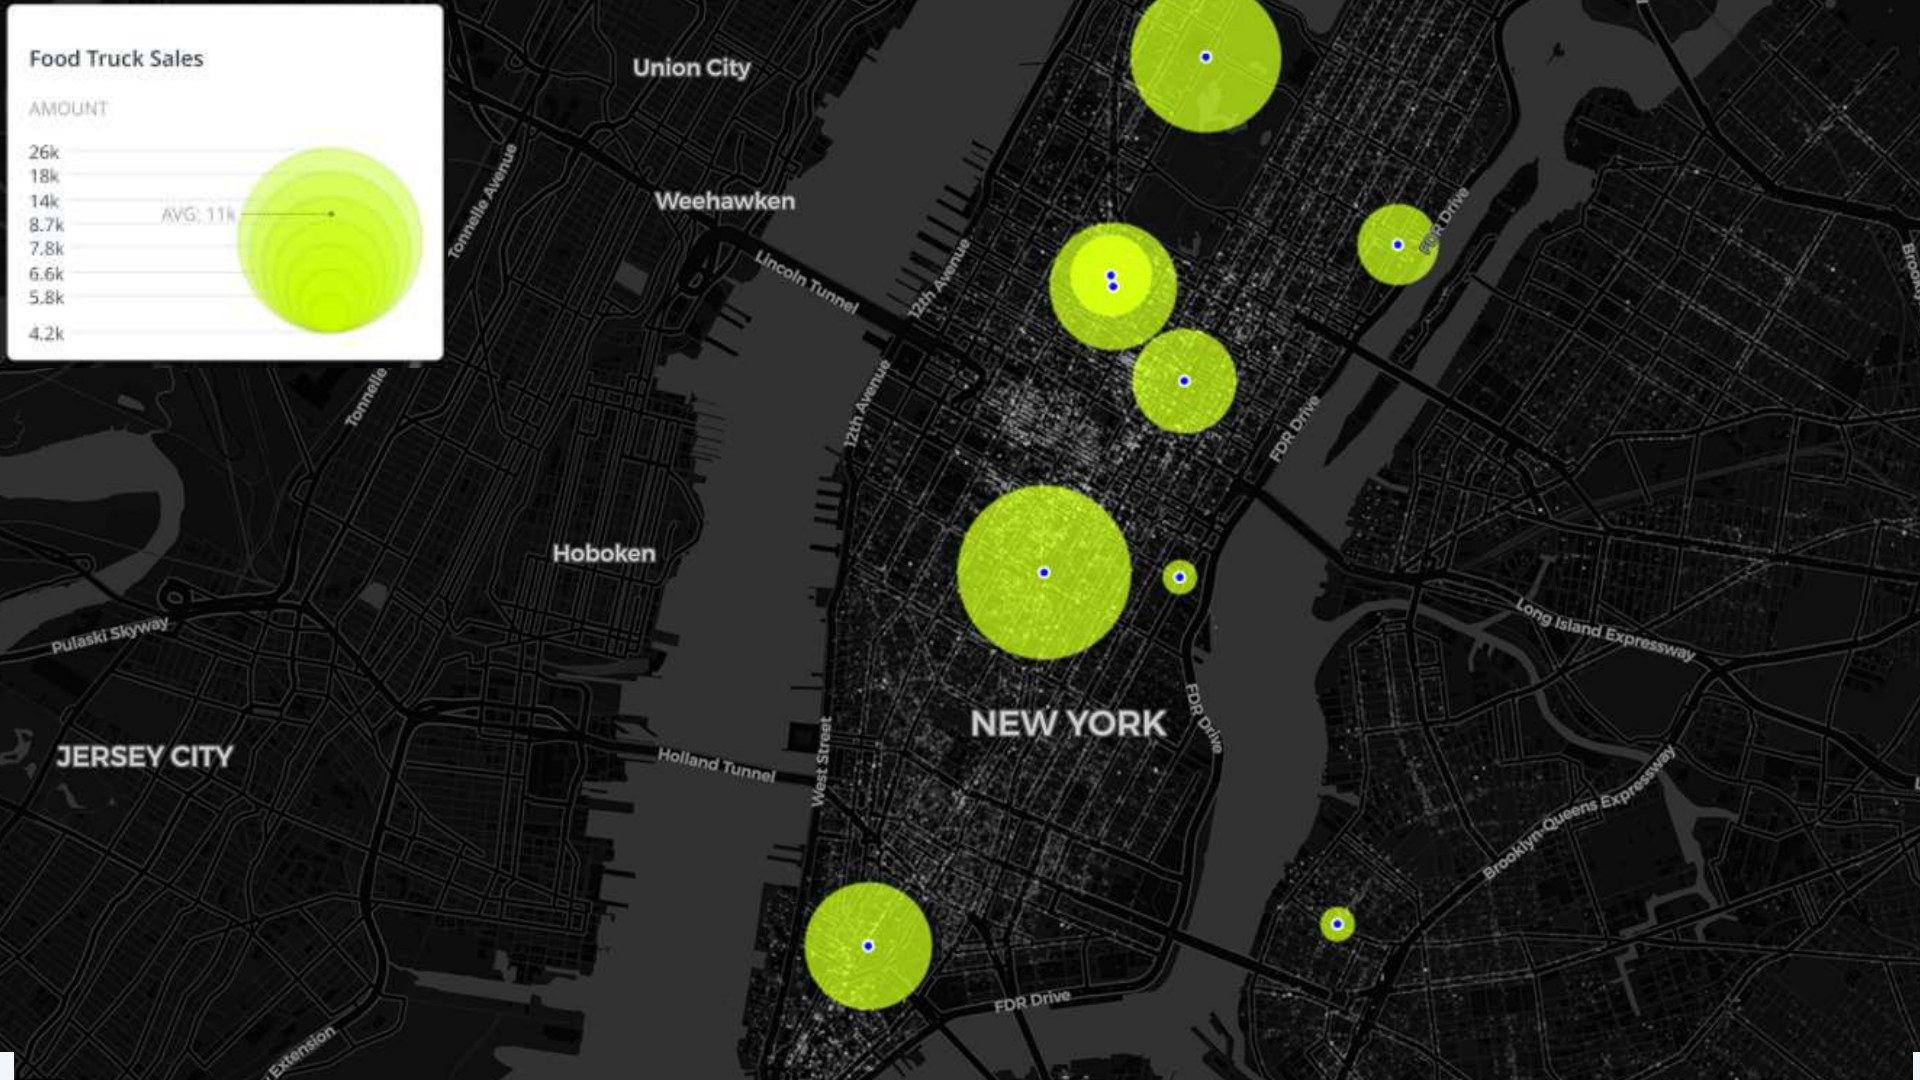 Food Truck Sales
AMOUNT
26k
18k
14k
AVG: 11k
8.7k
7.8k
6.6k
5.8k
4.2k
Union City
Tonnelle Avenue
Weehawken
Lincoln Tunnel
12th Avenue
FDR Drive
12th Avenue
Tonnelle
FDR Drive
Hoboken
Pulaski Skyway
Long Island Expressway
FDR Drive
NEW YORK
JERSEY CITY
Holland Tunnel
West Street
Brooklyn-Queens Expressway
FDR Drive
Extension